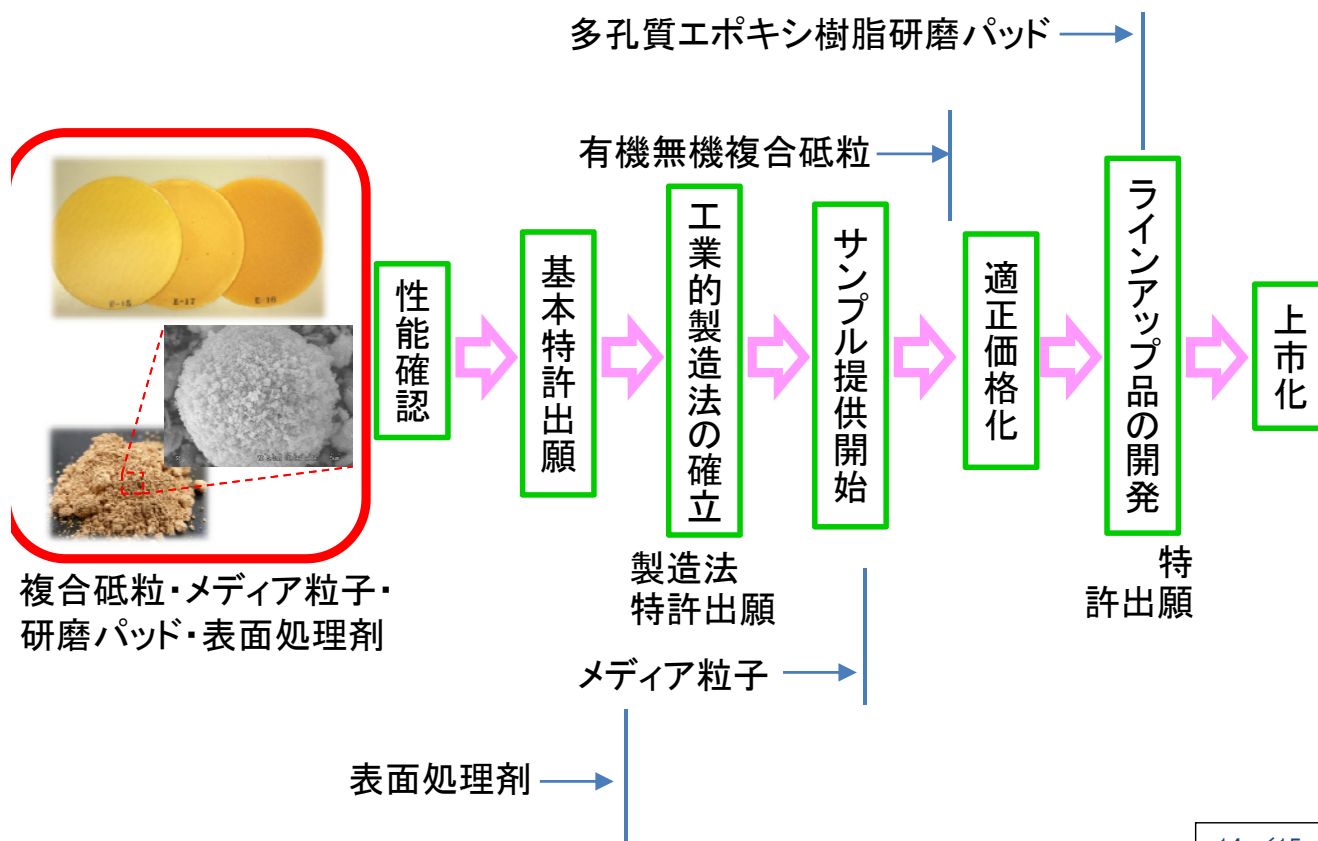 多孔質エポキシ樹脂研磨パッド
有機無機複合砥粒
E-15
E-17
E-16
性能確認
基本特許出願
工業的製造法の確立
サンプル提供開始
適正価格化
ラインアップ品の開発
上市化
製造法
特許出願
特
許出願
複合砥粒・メディア粒子・
研磨パッド・表面処理剤
メディア粒子
表面処理剤